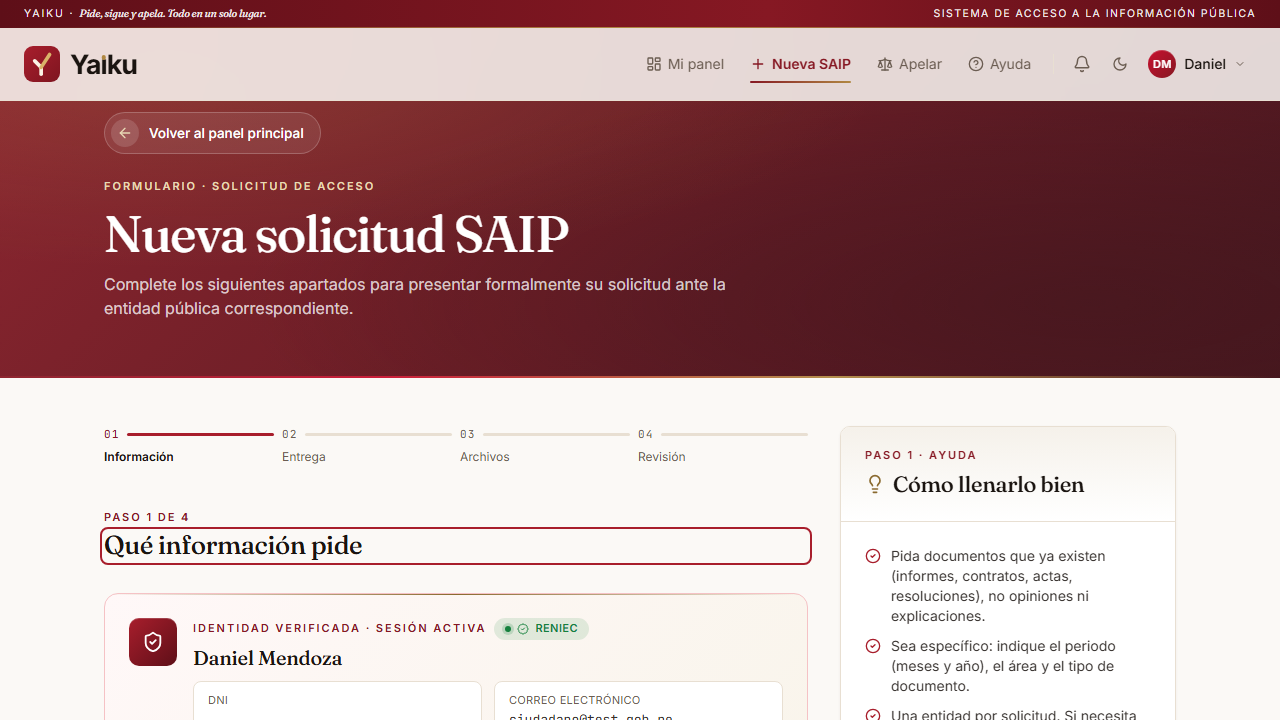 YAIKU · Pide, sigue y apela. Todo en un solo lugar.
SISTEMA DE ACCESO A LA INFORMACIÓN PÚBLICA
Yaiku
Mi panel
Nueva SAIP
Apelar
Ayuda
DM
Daniel
Volver al panel principal
FORMULARIO · SOLICITUD DE ACCESO
Nueva solicitud SAIP
Complete los siguientes apartados para presentar formalmente su solicitud ante la
entidad pública correspondiente.
01
Información
02
Entrega
03
Archivos
04
Revisión
PASO 1 DE 4
Qué información pide
IDENTIDAD VERIFICADA · SESIÓN ACTIVA
RENIEC
Daniel Mendoza
DNI
CORREO ELECTRÓNICO
ciudadano@test.gob.pe
PASO 1 · AYUDA
Cómo llenarlo bien
Pida documentos que ya existen
(informes, contratos, actas,
resoluciones), no opiniones ni
explicaciones.
Sea específico: indique el periodo
(meses y año), el área y el tipo de
documento.
Una entidad por solicitud. Si necesita